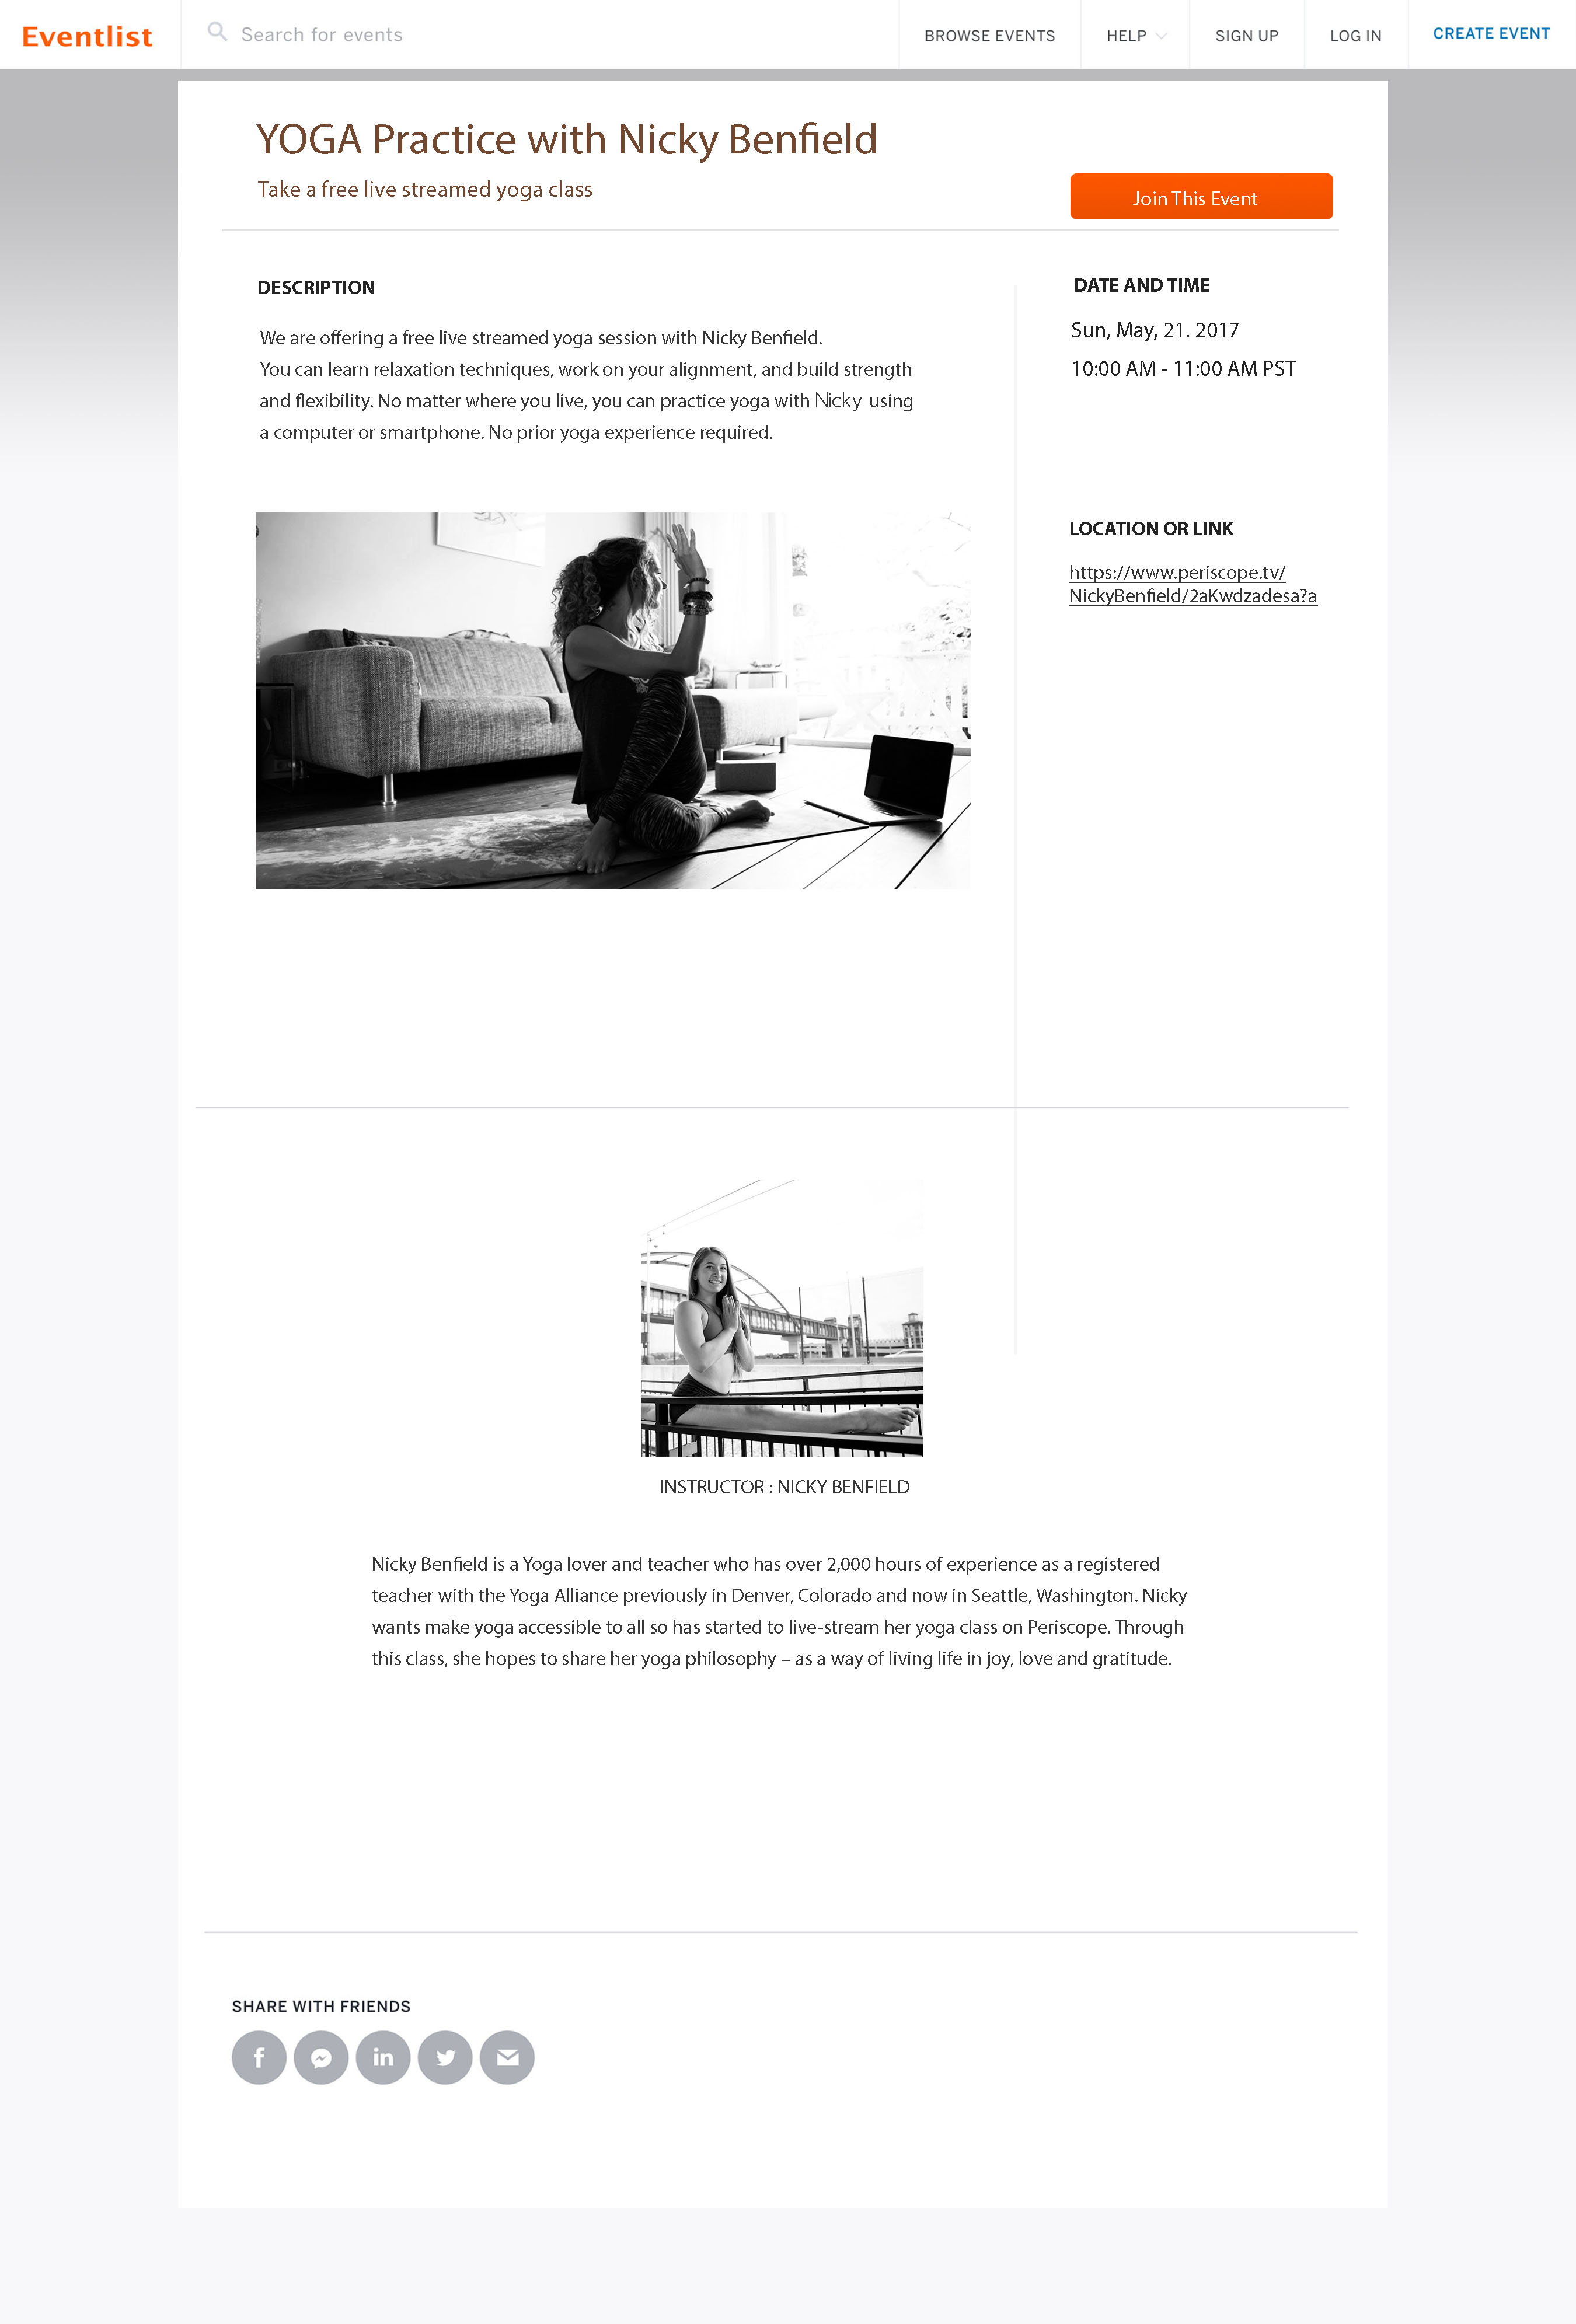 Eventlist
Search for events
BROWSE EVENTS
HELP
SIGN UP
LOG IN
CREATE EVENT
YOGA Practice with Nicky Benfield
Take a free live streamed yoga class
Join This Event
DESCRIPTION
We are offering a free live streamed yoga session with Nicky Benfield.
You can learn relaxation techniques, work on your alignment, and build strength
and flexibility. No matter where you live, you can practice yoga with Nicky using
a computer or smartphone. No prior yoga experience required.
DATE AND TIME
Sun, May, 21. 2017
10:00 AM - 11:00 AM PST
LOCATION OR LINK
https://www.periscope.tv/
NickyBenfield/2aKwdzadesa?a
INSTRUCTOR : NICKY BENFIELD
Nicky Benfield is a Yoga lover and teacher who has over 2,000 hours of experience as a registered
teacher with the Yoga Alliance previously in Denver, Colorado and now in Seattle, Washington. Nicky
wants make yoga accessible to all so has started to live-stream her yoga class on Periscope. Through
this class, she hopes to share her yoga philosophy – as a way of living life in joy, love and gratitude.
SHARE WITH FRIENDS